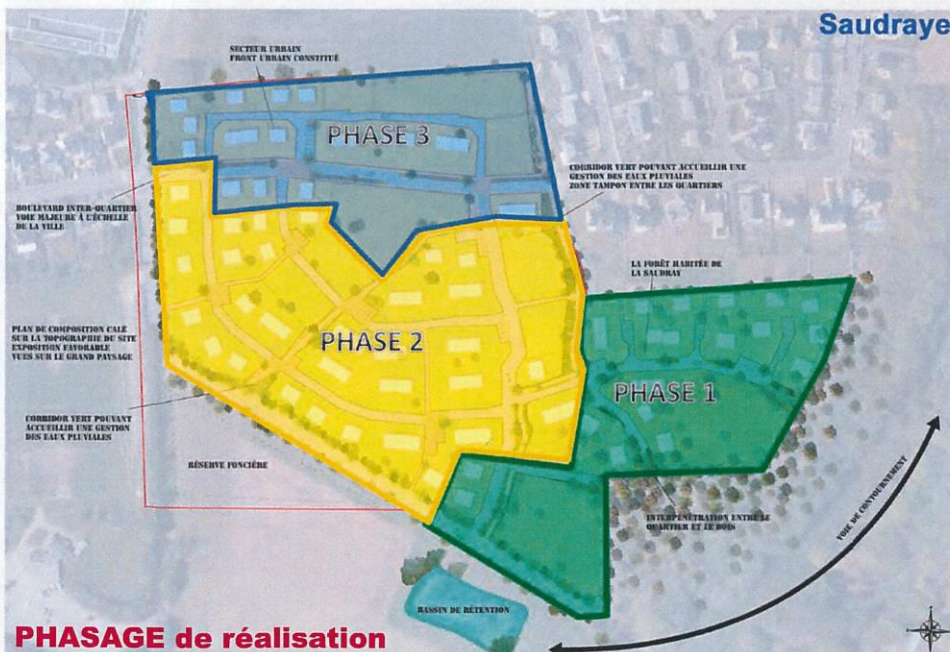 Saudraye
SECTEUR URBAIN
FRONT URBAIN CONSTITUÉ
PHASE 3
CORRIDOR VERT POUVANT ACCUEILLIR UNE
GESTION DES EAUX PLUVIALES
ZONE TAMPON ENTRE LES QUARTIERS
BOULEVARD INTER-QUARTIER
VOIE MAJEURE À L'ÉCHELLE
DE LA VILLE
LA FORÊT HABITÉE DE
LA SAUDRAY
PLAN DE COMPOSITION CALÉ
SUR LA TOPOGRAPHIE DU SITE
EXPOSITION FAVORABLE
VUES SUR LE GRAND PAYSAGE
PHASE 2
PHASE 1
CORRIDOR VERT POUVANT
ACCUEILLIR UNE GESTION
DES EAUX PLUVIALES
RÉSERVE FONCIÈRE
INTERPÉNÉTRATION ENTRE LE
QUARTIER ET LE BOIS
VOIE DE CONTOURNEMENT
BASSIN DE RÉTENTION
PHASAGE de réalisation